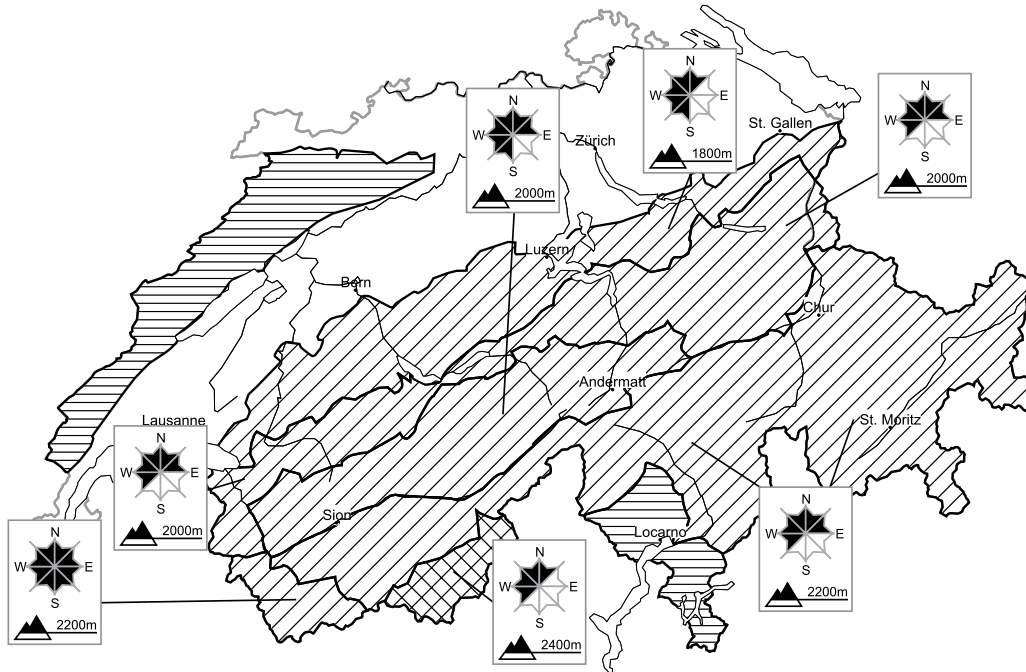 N
W E
S
1800m
N
W E
S
2000m
N
W E
S
2000m
St. Gallen
Zürich
Luzern
Bern
Chur
Andermatt
Lausanne
St. Moritz
N
W E
S
2000m
Sion
Locarno
N
W E
S
2200m
N
W E
S
2200m
N
W E
S
2400m